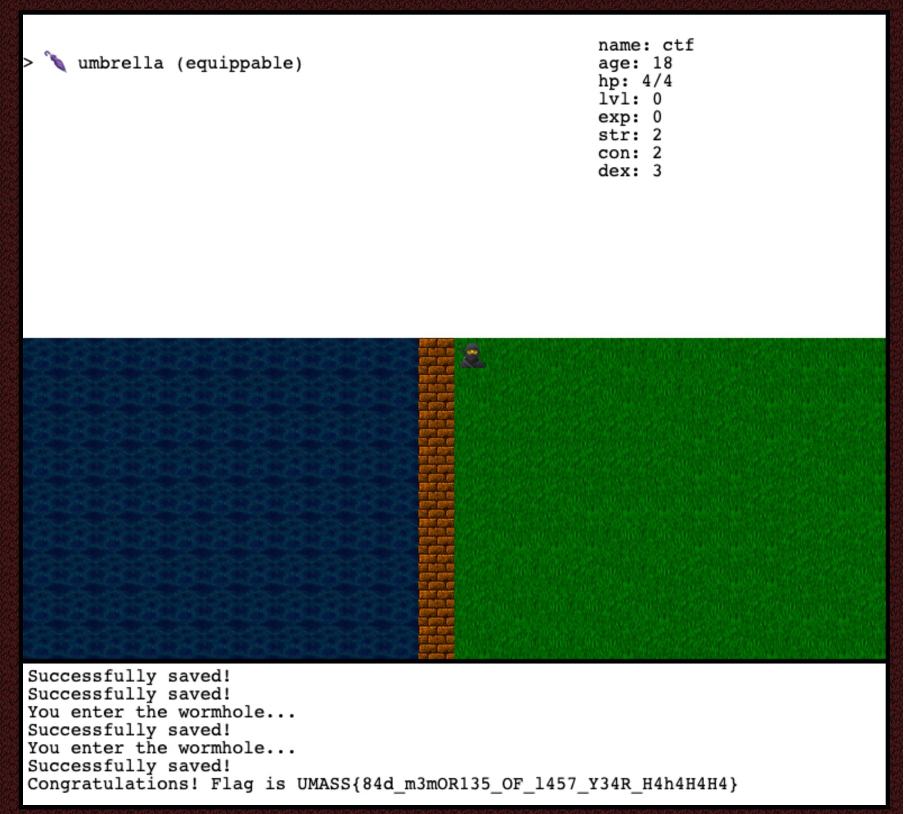 > umbrella (equippable)
name: ctf
age: 18
hp: 4/4
lvl: 0
exp: 0
str: 2
con: 2
dex: 3
Successfully saved!
Successfully saved!
You enter the wormhole...
Successfully saved!
You enter the wormhole...
Successfully saved!
Congratulations! Flag is UMASS{84d_m3mOR135_OF_l457_Y34R_H4h4H4H4}